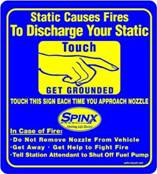 Static Causes Fires
To Discharge Your Static
Touch
GET GROUNDED
TOUCH THIS SIGN EACH TIME YOU APPROACH NOZZLE
SPINX
In Case of Fire:
•Do Not Remove Nozzle From Vehicle
•Get Away • Get Help to Fight Fire
•Tell Station Attendant to Shut Off Fuel Pump